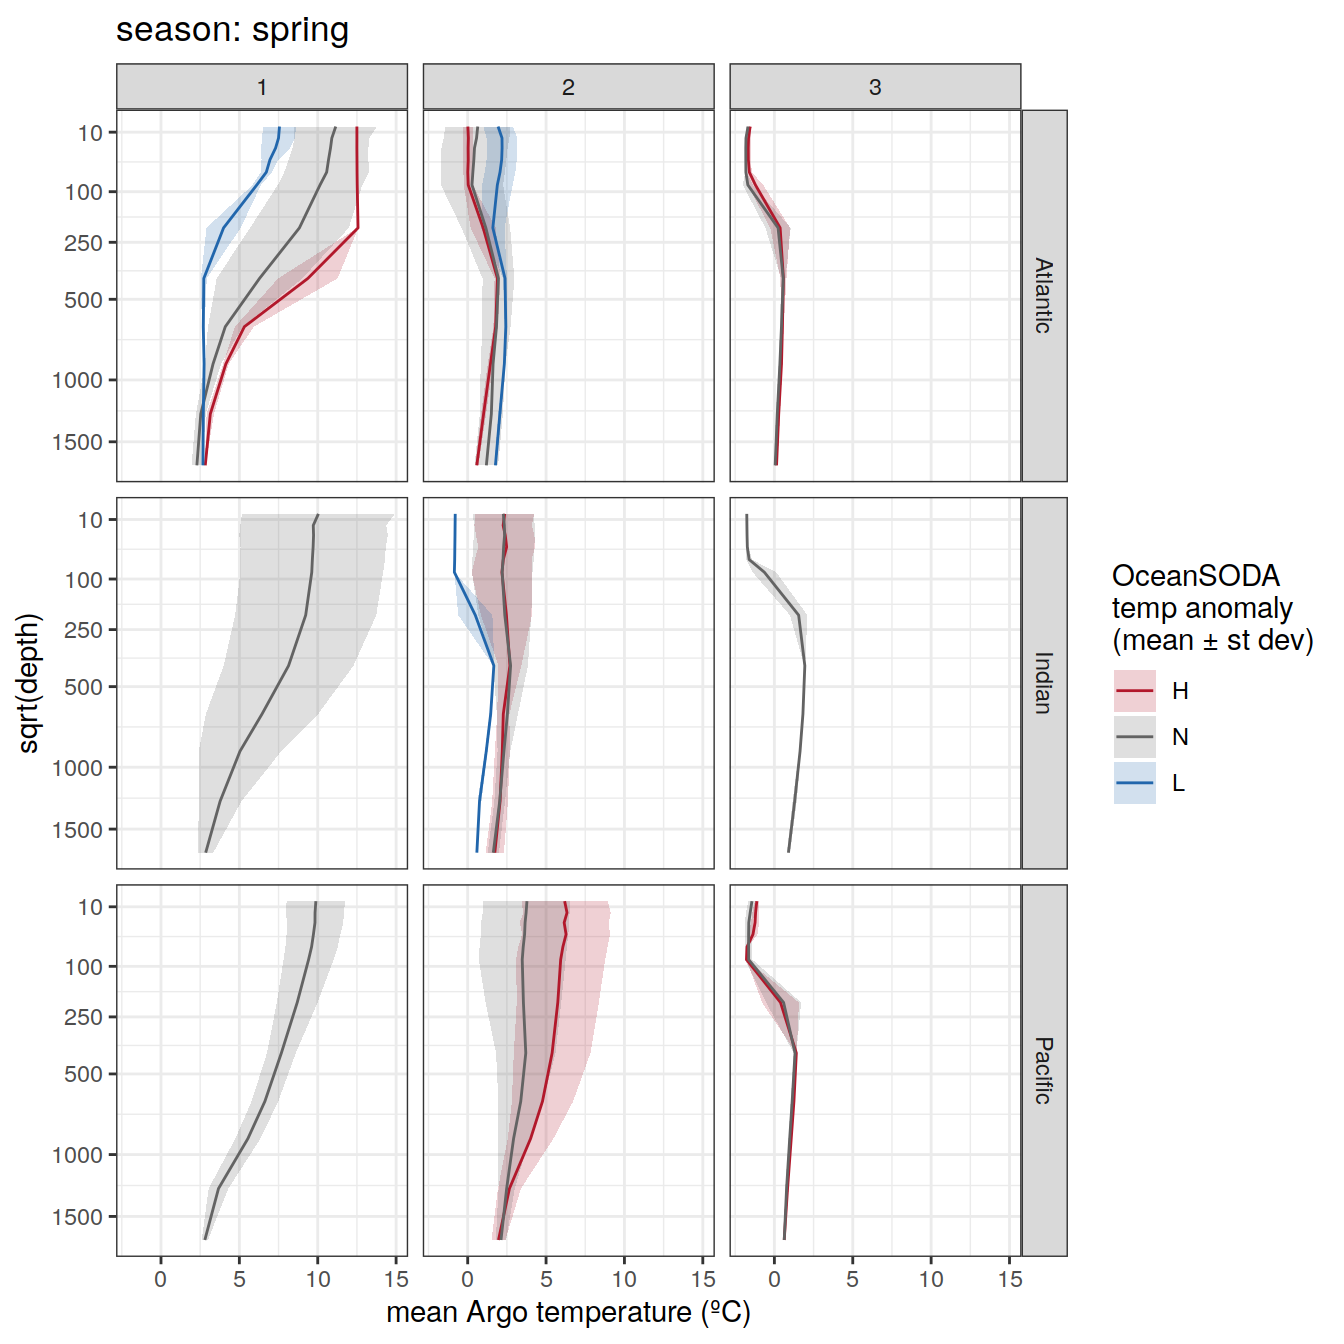 season: spring
1 2 3
10
100
250
500
1000
1500
Atlantic
10
100
250
500
1000
1500
Indian
10
100
250
500
1000
1500
Pacific
sqrt(depth)
0 5 10 15 0 5 10 15 0 5 10 15
mean Argo temperature (ºC)
OceanSODA
temp anomaly
(mean ± st dev)
H
N
L